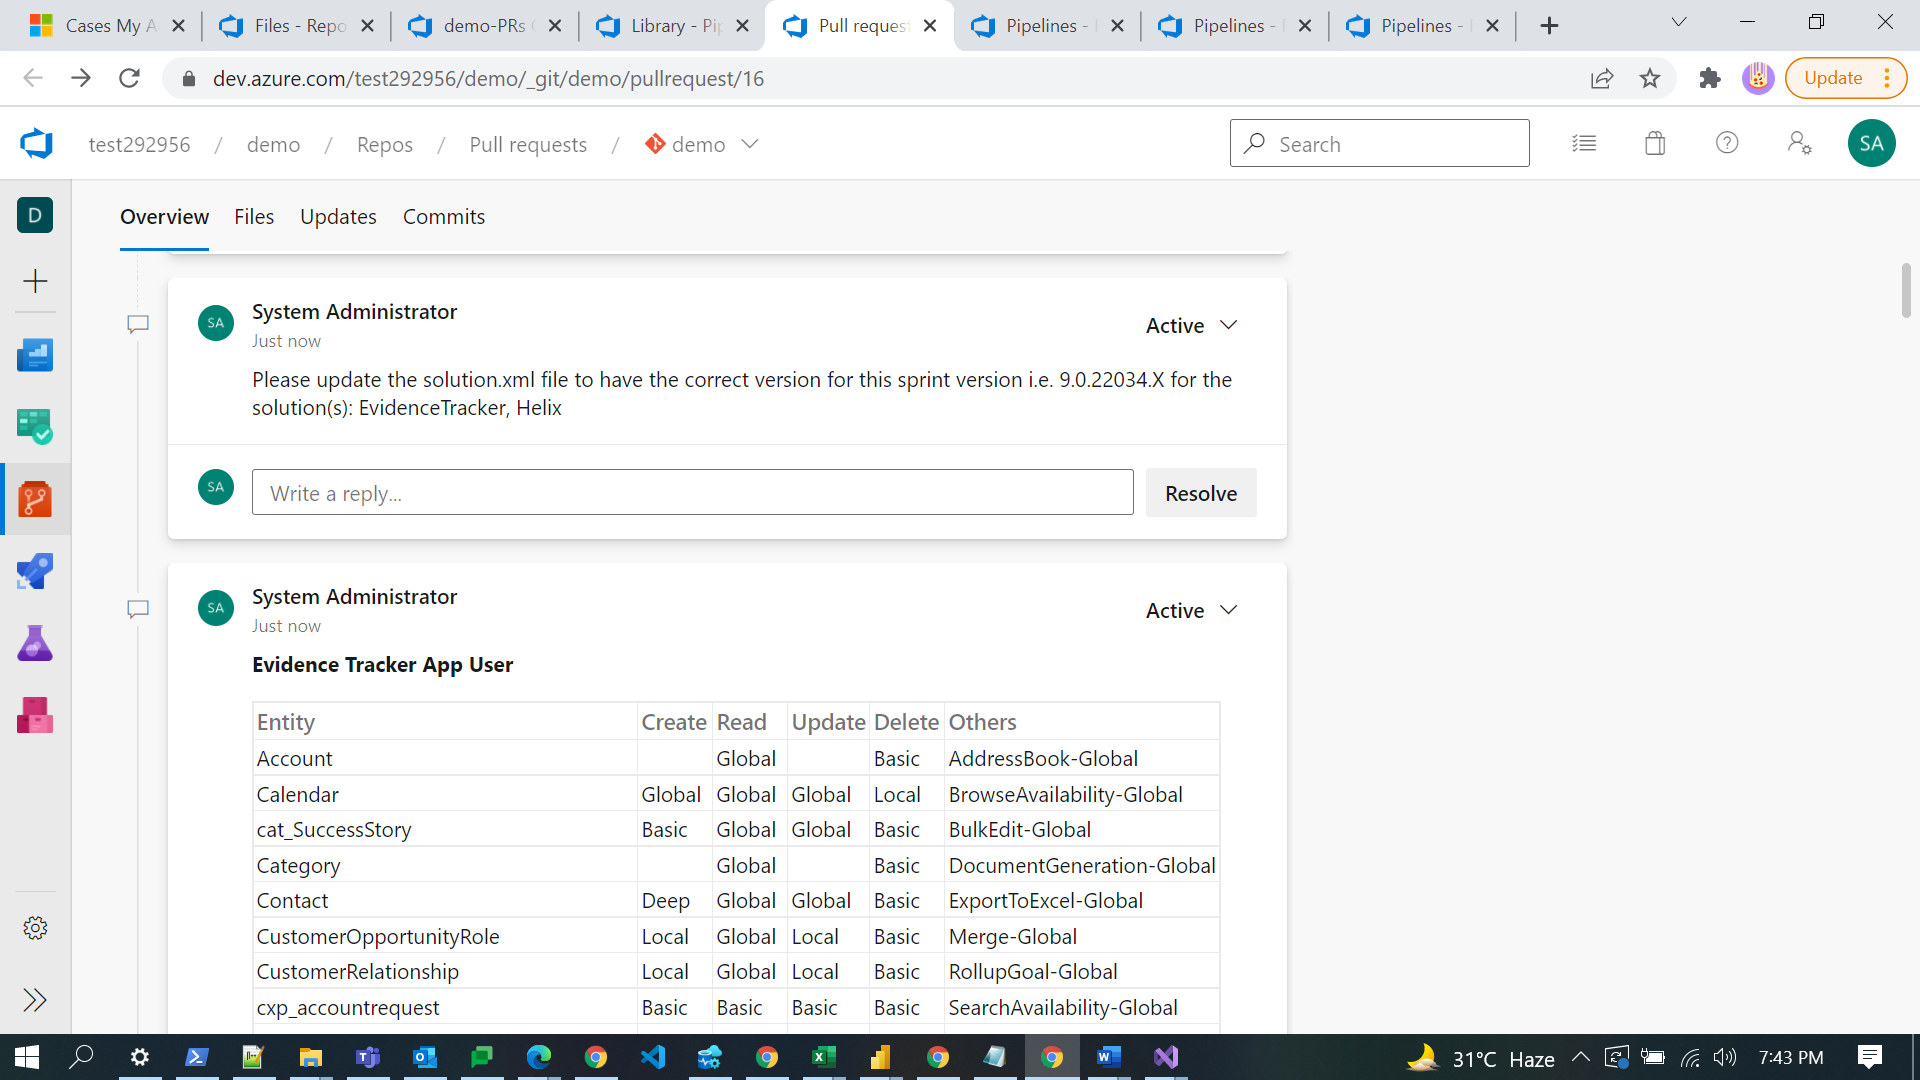 Cases My A
Files - Repo
demo-PRs
Library - Pip
Pull request
Pipelines -
Pipelines -
Pipelines -
dev.azure.com/test292956/demo/_git/demo/pullrequest/16
Update
test292956 / demo / Repos / Pull requests / demo
Search
SA
D
Overview Files Updates Commits
SA
System Administrator
Just now
Active
Please update the solution.xml file to have the correct version for this sprint version i.e. 9.0.22034.X for the
solution(s): EvidenceTracker, Helix
SA
Write a reply...
Resolve
SA
System Administrator
Just now
Active
Evidence Tracker App User
Entity Create Read Update Delete Others
Account Global Basic AddressBook-Global
Calendar Global Global Global Local BrowseAvailability-Global
cat_SuccessStory Basic Global Global Basic BulkEdit-Global
Category Global Basic DocumentGeneration-Global
Contact Deep Global Global Basic ExportToExcel-Global
CustomerOpportunityRole Local Global Local Basic Merge-Global
CustomerRelationship Local Global Local Basic RollupGoal-Global
cxp_accountrequest Basic Basic Basic Basic SearchAvailability-Global
31°C Haze
7:43 PM